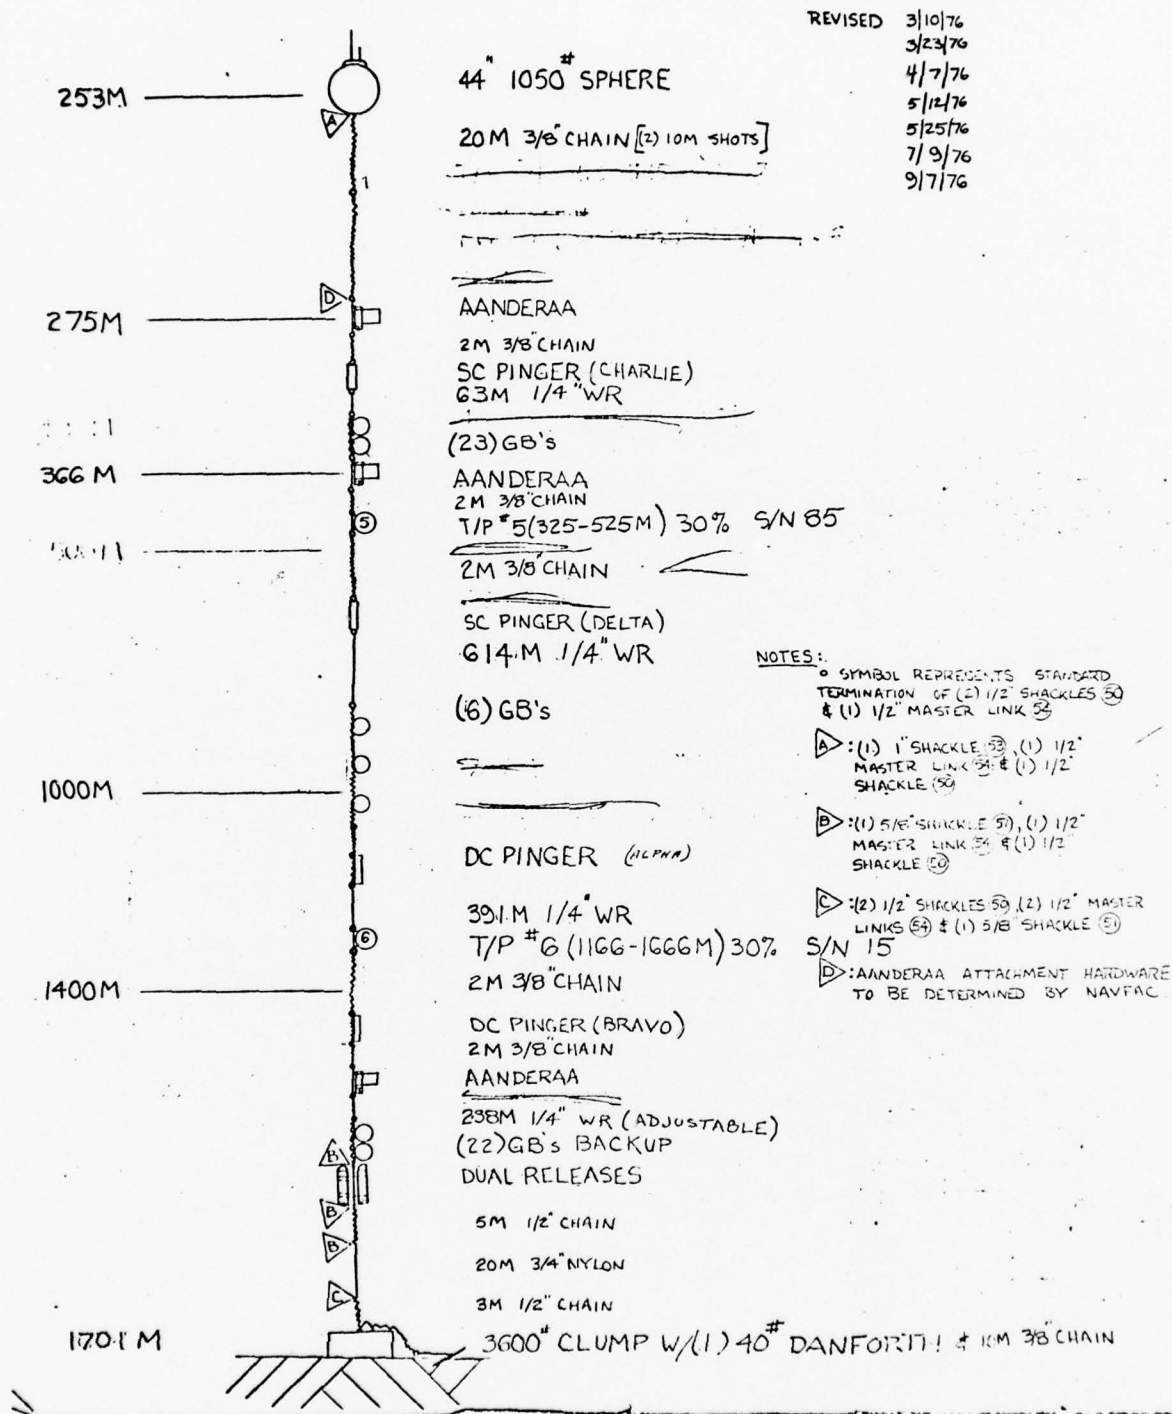 REVISED 3/10/76
3/23/76
4/7/76
5/12/76
5/25/76
7/9/76
9/7/76
253M
44" 1050# SPHERE
A
20M 3/8" CHAIN [(2) 10M SHOTS]
1
D
275M
AANDERAA
2M 3/8" CHAIN
SC PINGER (CHARLIE)
63M 1/4" WR
(23) GB's
366 M
AANDERAA
2M 3/8" CHAIN
5
T/P #5 (325-525M) 30% S/N 85
2M 3/8" CHAIN
SC PINGER (DELTA)
614 M 1/4" WR
(6) GB's
1000M
DC PINGER (ALPHA)
391 M 1/4" WR
6
T/P #6 (1166-1666M) 30% S/N 15
1400M
2M 3/8" CHAIN
DC PINGER (BRAVO)
2M 3/8" CHAIN
AANDERAA
238M 1/4" WR (ADJUSTABLE)
(22) GB's BACKUP
B
DUAL RELEASES
B
5M 1/2" CHAIN
B
20M 3/4" NYLON
C
3M 1/2" CHAIN
1701 M
3600# CLUMP W/(1) 40# DANFORTH & 10M 3/8" CHAIN
NOTES:
o SYMBOL REPRESENTS STANDARD
TERMINATION OF (2) 1/2" SHACKLES 50
& (1) 1/2" MASTER LINK 54
A : (1) 1" SHACKLE 53, (1) 1/2"
MASTER LINK 54 & (1) 1/2"
SHACKLE 50
B : (1) 5/8" SHACKLE 51, (1) 1/2"
MASTER LINK 54 & (1) 1/2"
SHACKLE 50
C : (2) 1/2" SHACKLES 50, (2) 1/2" MASTER
LINKS 54 & (1) 5/8" SHACKLE 51
D : AANDERAA ATTACHMENT HARDWARE
TO BE DETERMINED BY NAVFAC